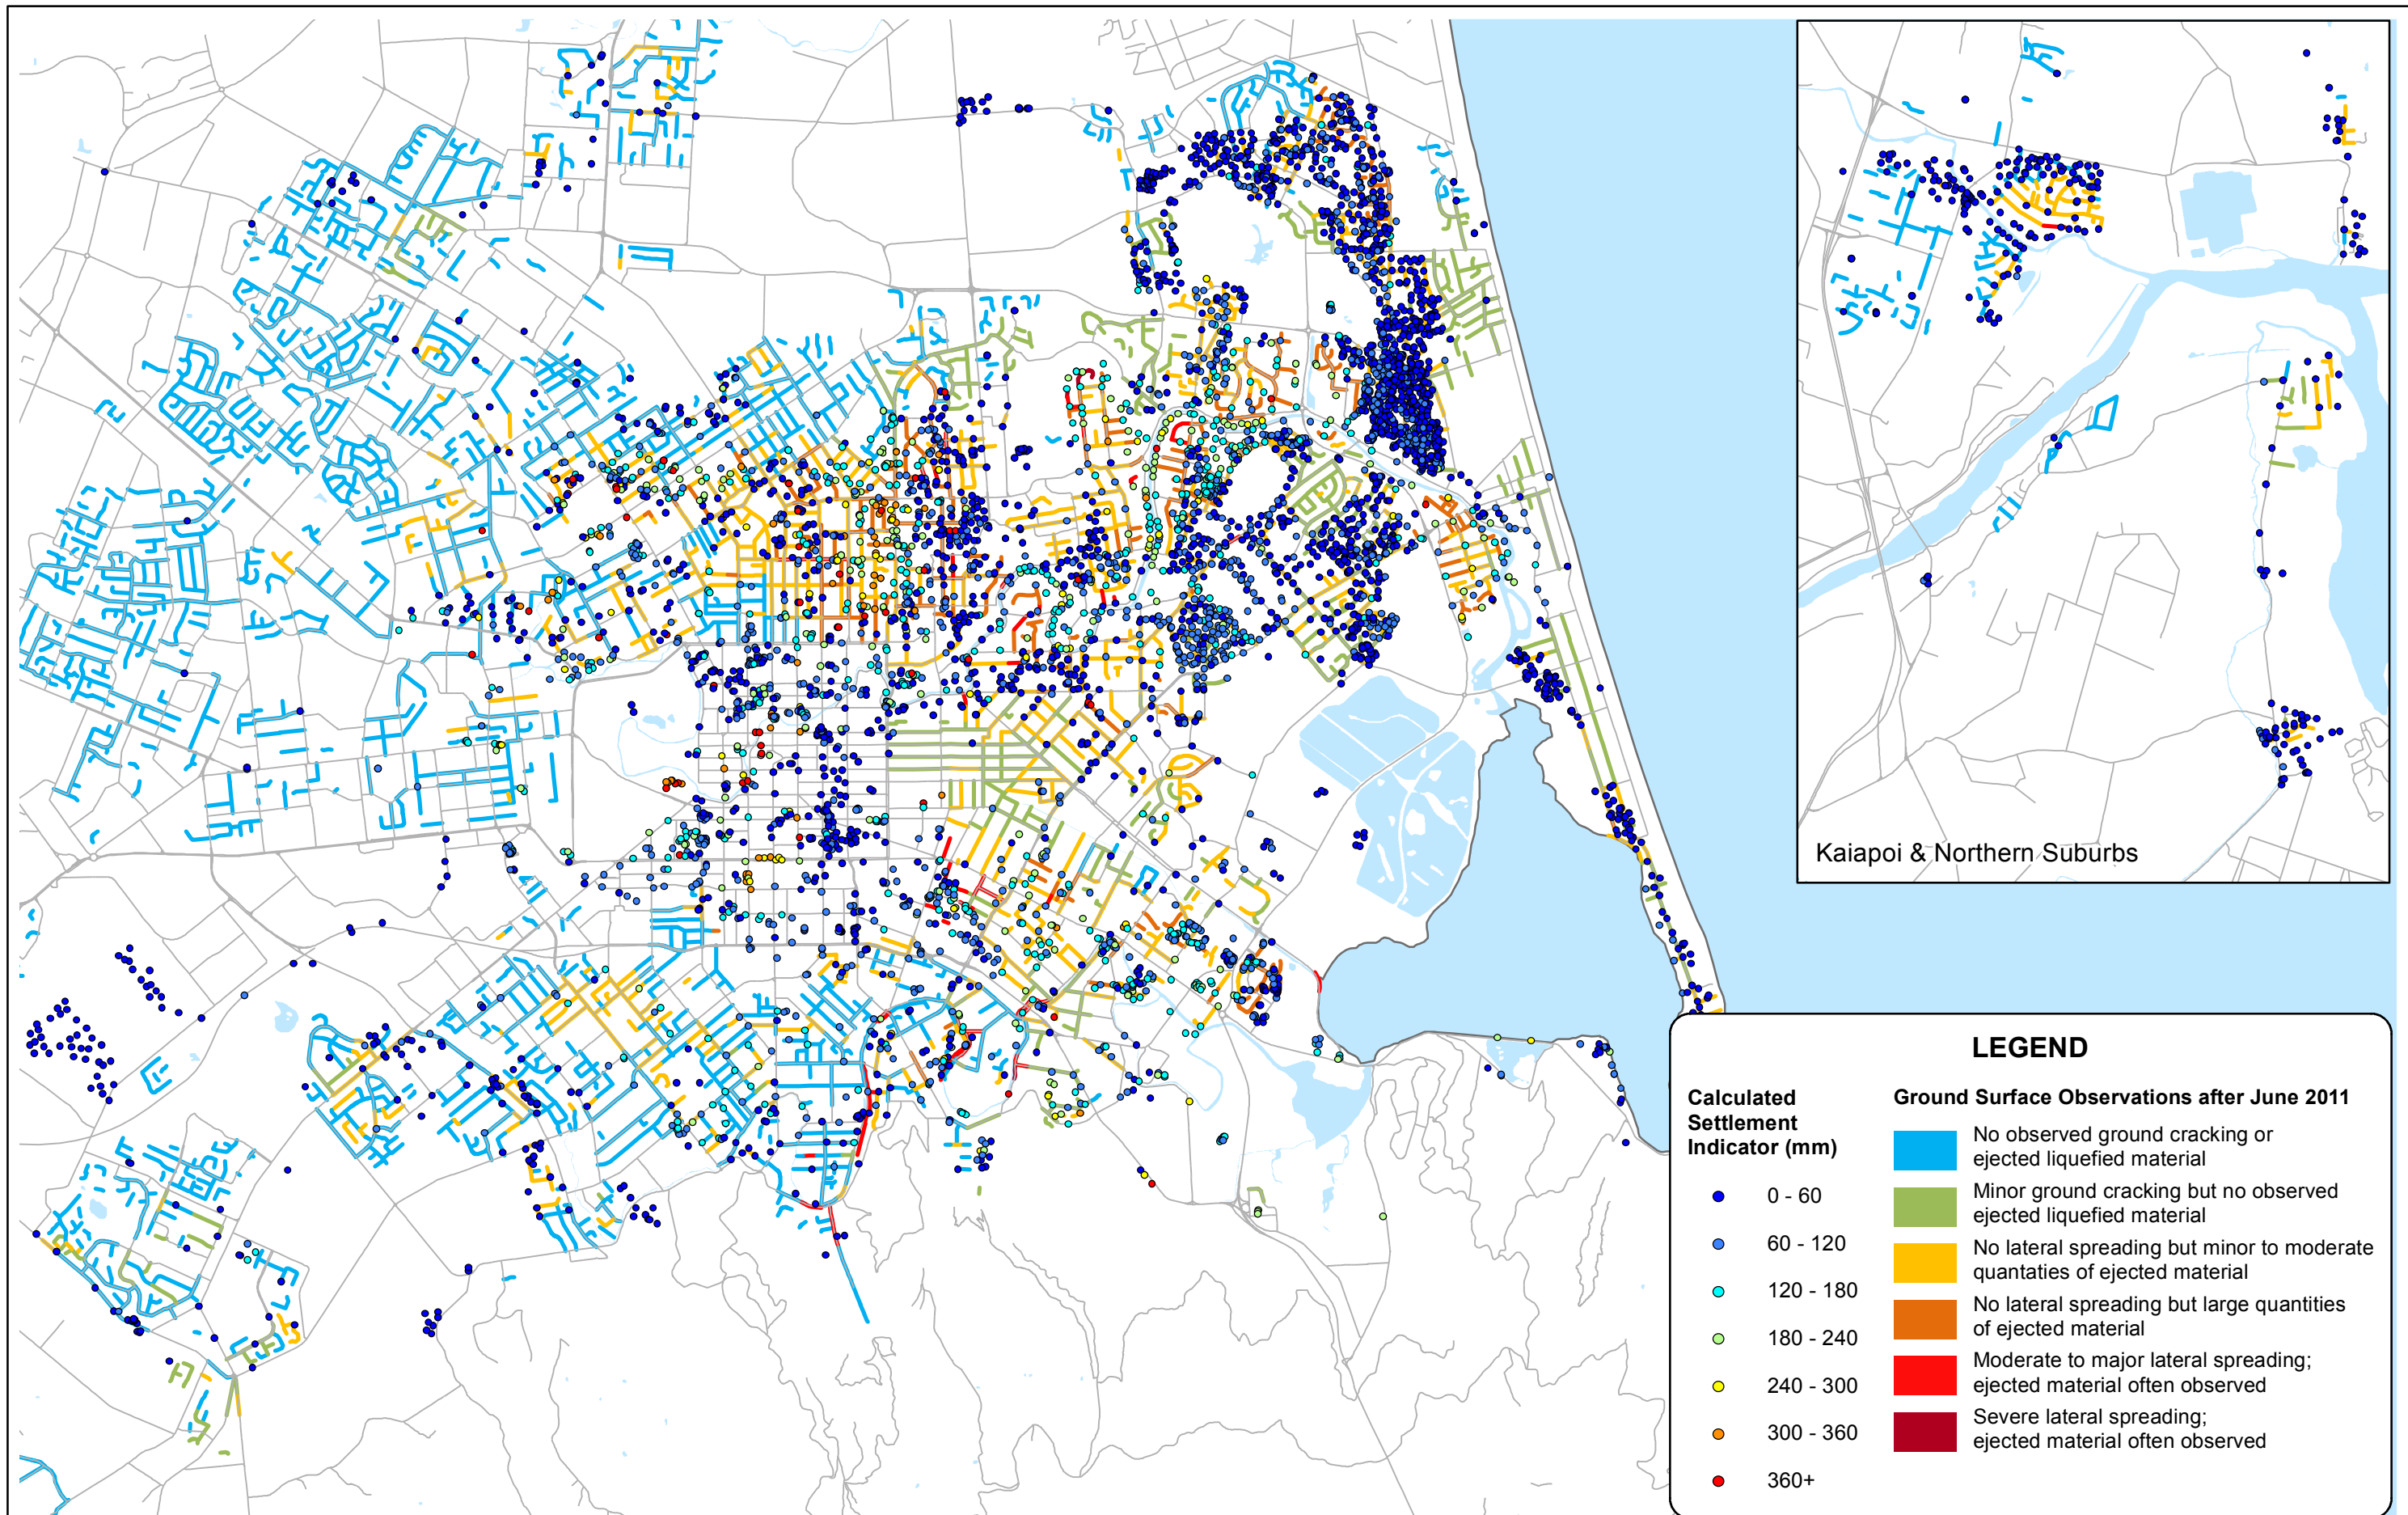 Kaiapoi & Northern Suburbs
LEGEND
Calculated
Settlement
Indicator (mm)
0 - 60
60 - 120
120 - 180
180 - 240
240 - 300
300 - 360
360+
Ground Surface Observations after June 2011
No observed ground cracking or
ejected liquefied material
Minor ground cracking but no observed
ejected liquefied material
No lateral spreading but minor to moderate
quantaties of ejected material
No lateral spreading but large quantities
of ejected material
Moderate to major lateral spreading;
ejected material often observed
Severe lateral spreading;
ejected material often observed